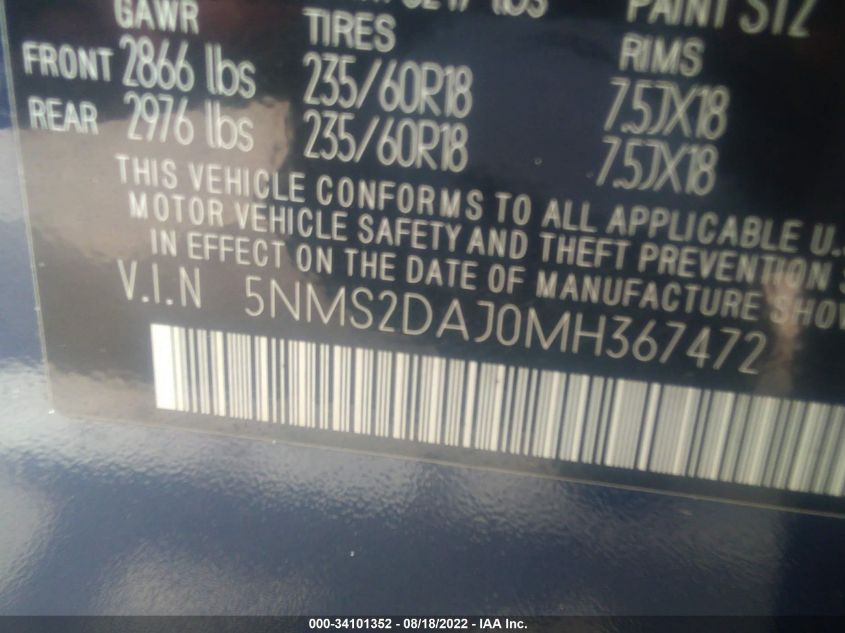 lbs PAINT
GAWR TIRES RIMS
FRONT 2866 lbs 235/60R18 7.5JX18
REAR 2976 lbs 235/60R18 7.5JX18
THIS VEHICLE CONFORMS TO ALL APPLICABLE U.
MOTOR VEHICLE SAFETY AND THEFT PREVENTION
IN EFFECT ON THE DATE OF MANUFACTURE SHOW
V.I.N 5NMS2DAJ0MH367472
000-34101352 - 08/18/2022 - IAA Inc.